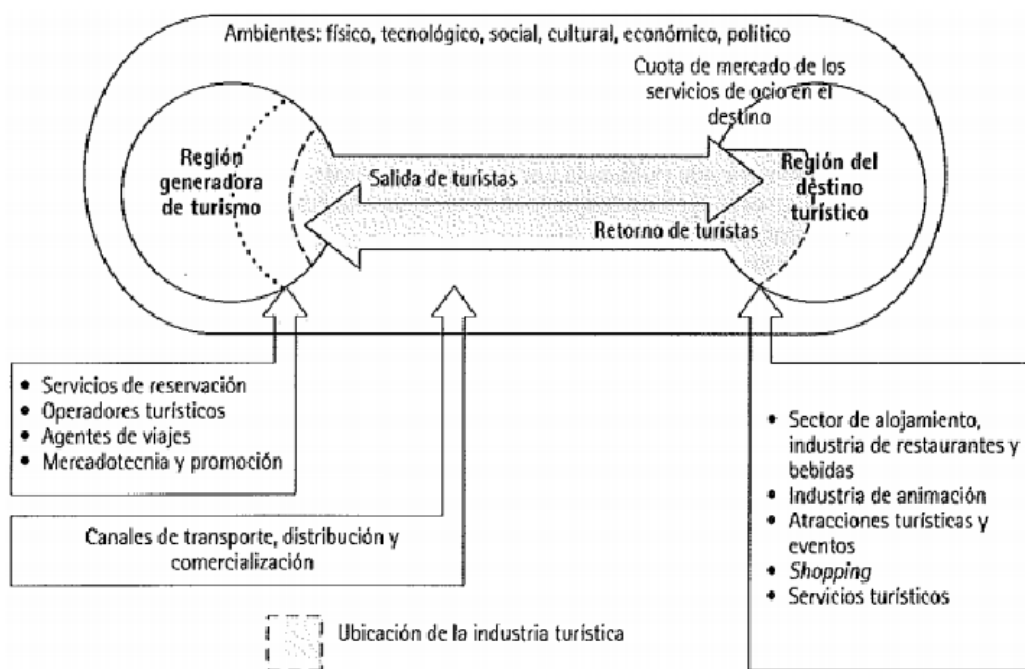 Ambientes: físico, tecnológico, social, cultural, económico, político
Cuota de mercado de los
servicios de ocio en el
destino
Región
generadora
de turismo
Salida de turistas
Retorno de turistas
Región del
destino
turístico
• Servicios de reservación
• Operadores turísticos
• Agentes de viajes
• Mercadotecnia y promoción
Canales de transporte, distribución y
comercialización
• Sector de alojamiento,
industria de restaurantes y
bebidas
• Industria de animación
• Atracciones turísticas y
eventos
• Shopping
• Servicios turísticos
Ubicación de la industria turística